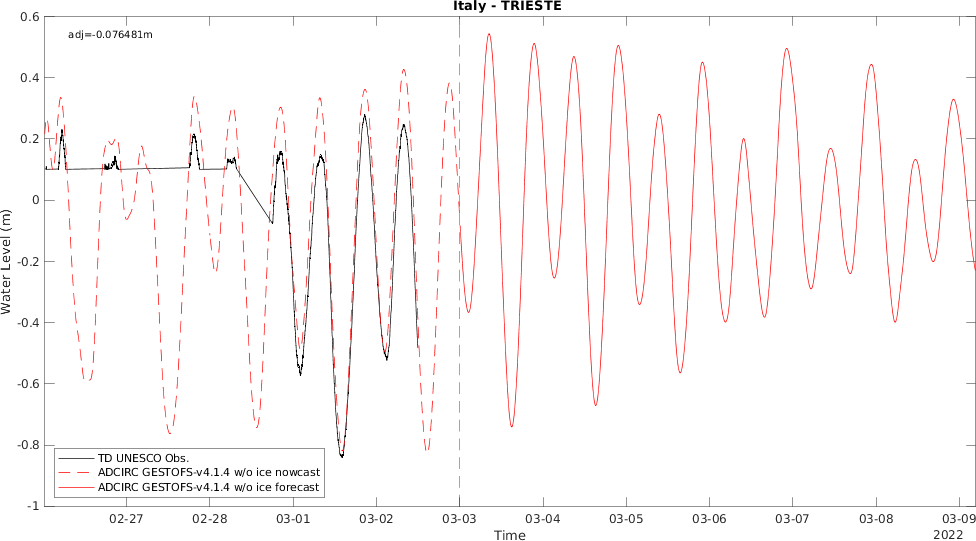 Italy - TRIESTE
adj=-0.076481m
0.6
0.4
0.2
0
-0.2
-0.4
-0.6
-0.8
-1
Water Level (m)
TD UNESCO Obs.
ADCIRC GESTOFS-v4.1.4 w/o ice nowcast
ADCIRC GESTOFS-v4.1.4 w/o ice forecast
02-27 02-28 03-01 03-02 03-03 03-04 03-05 03-06 03-07 03-08 03-09
Time
2022